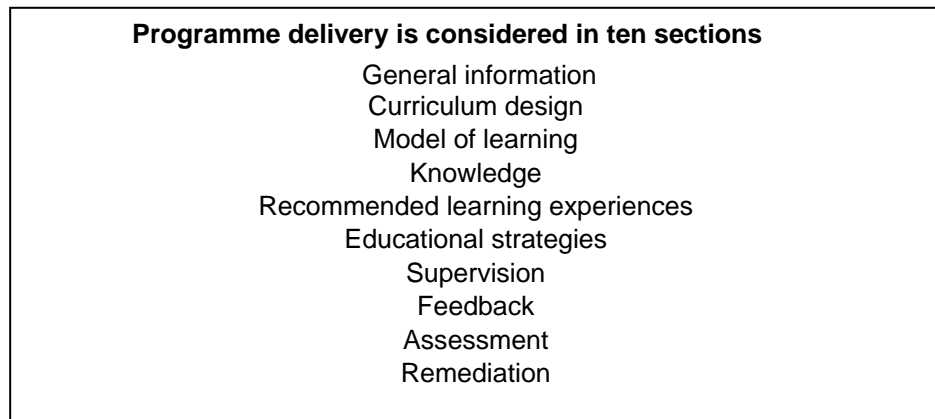 Programme delivery is considered in ten sections
General information
Curriculum design
Model of learning
Knowledge
Recommended learning experiences
Educational strategies
Supervision
Feedback
Assessment
Remediation